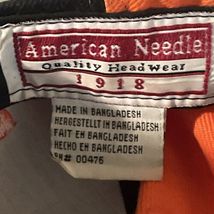 American Needle
Quality HeadWear
1918
MADE IN BANGLADESH
HERGESTELLT IN BANGLADESH
FAIT EN BANGLADESH
HECHO EN BANGLADESH
RN# 00476